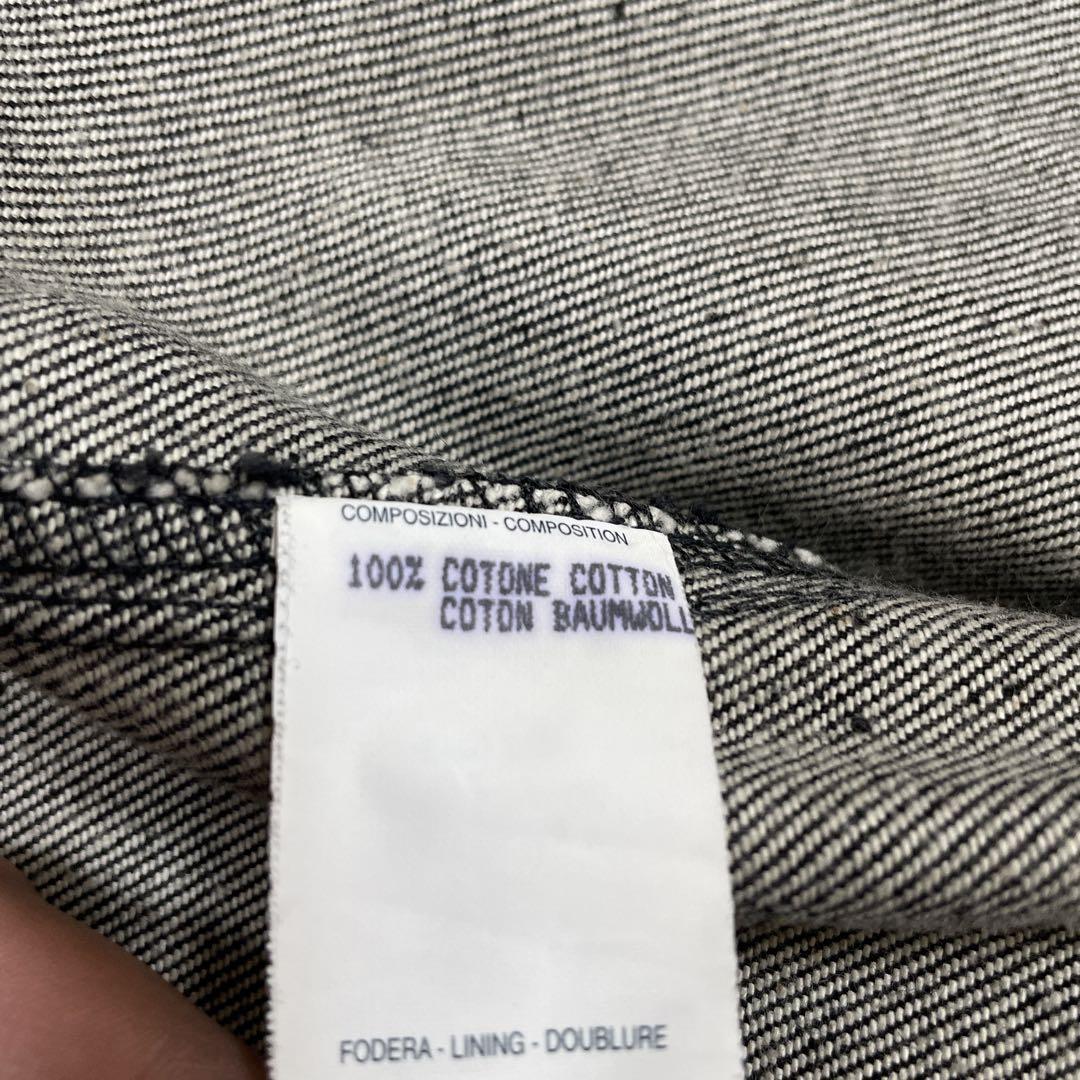 COMPOSIZIONI - COMPOSITION
100% COTONE COTTON
COTON BAUMWOLL
FODERA - LINING - DOUBLURE